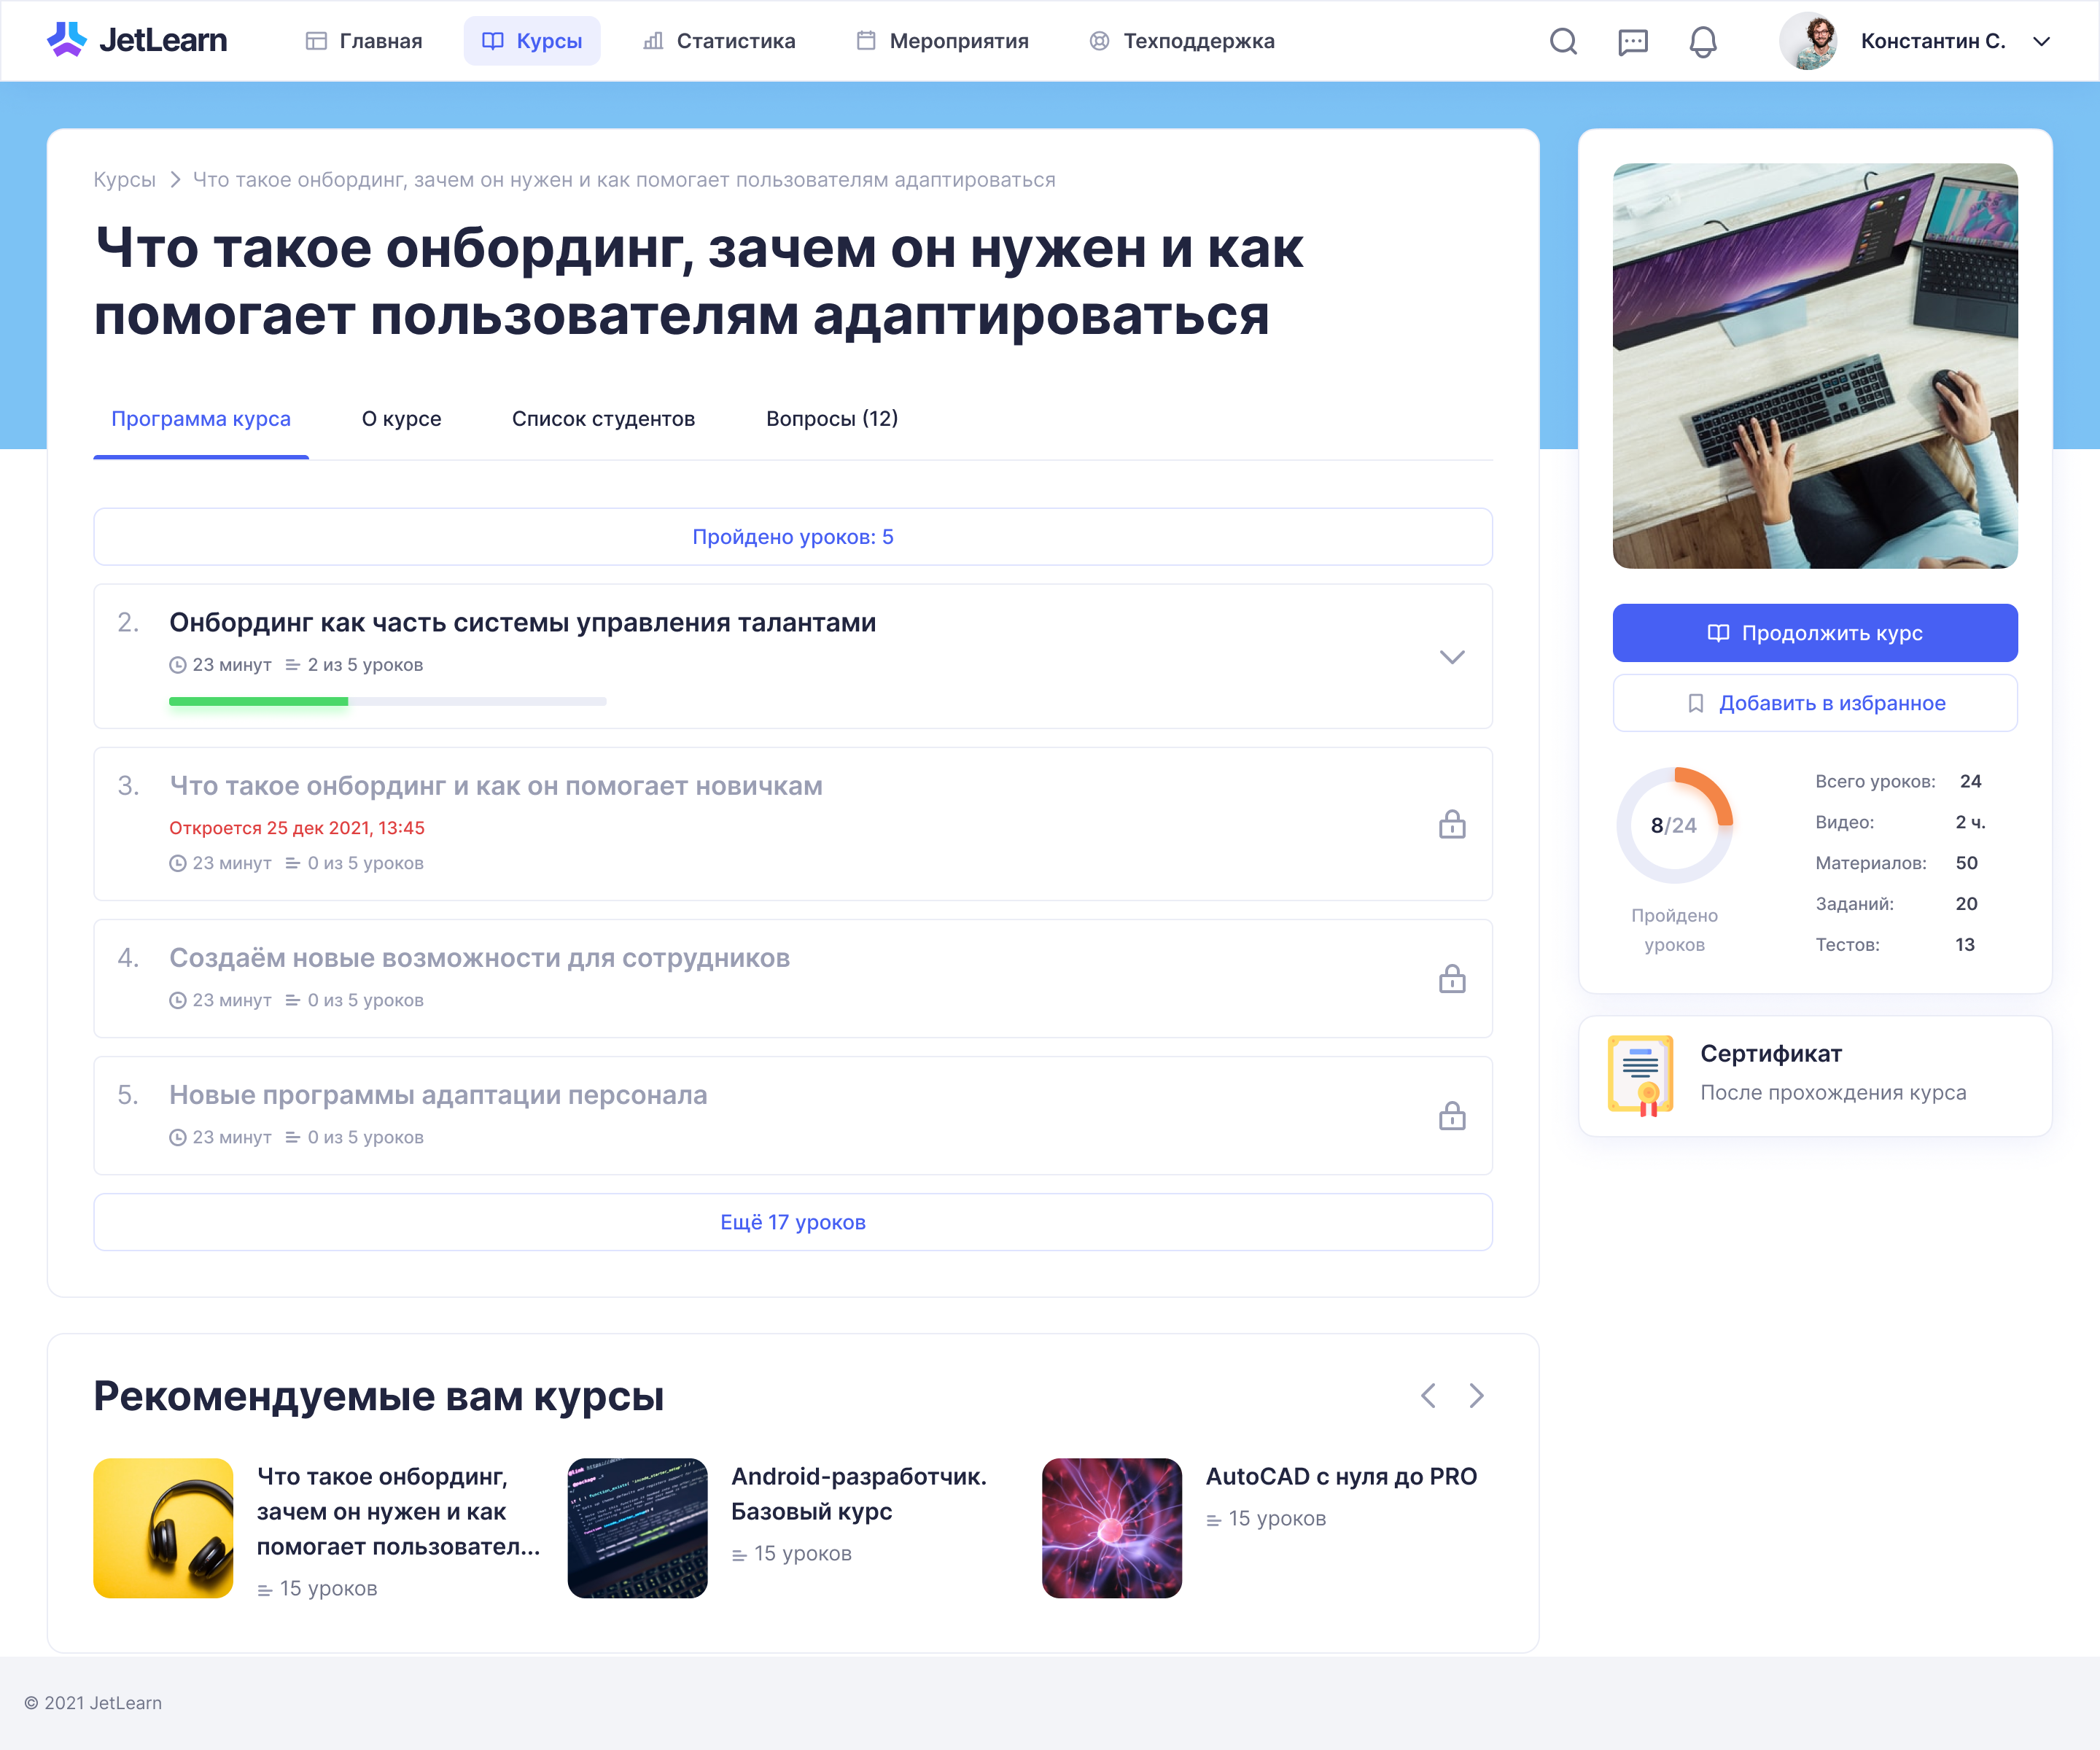 JetLearn
Главная
Курсы
Статистика
Мероприятия
Техподдержка
Константин С.
Курсы > Что такое онбординг, зачем он нужен и как помогает пользователям адаптироваться
Что такое онбординг, зачем он нужен и как
помогает пользователям адаптироваться
Программа курса
О курсе
Список студентов
Вопросы (12)
Пройдено уроков: 5
2. Онбординг как часть системы управления талантами
23 минут 2 из 5 уроков
3. Что такое онбординг и как он помогает новичкам
Откроется 25 дек 2021, 13:45
23 минут 0 из 5 уроков
4. Создаём новые возможности для сотрудников
23 минут 0 из 5 уроков
5. Новые программы адаптации персонала
23 минут 0 из 5 уроков
Ещё 17 уроков
Продолжить курс
Добавить в избранное
8/24
Пройдено
уроков
Всего уроков: 24
Видео: 2 ч.
Материалов: 50
Заданий: 20
Тестов: 13
Сертификат
После прохождения курса
Рекомендуемые вам курсы
Что такое онбординг,
зачем он нужен и как
помогает пользовател...
15 уроков
Android-разработчик.
Базовый курс
15 уроков
AutoCAD с нуля до PRO
15 уроков
© 2021 JetLearn